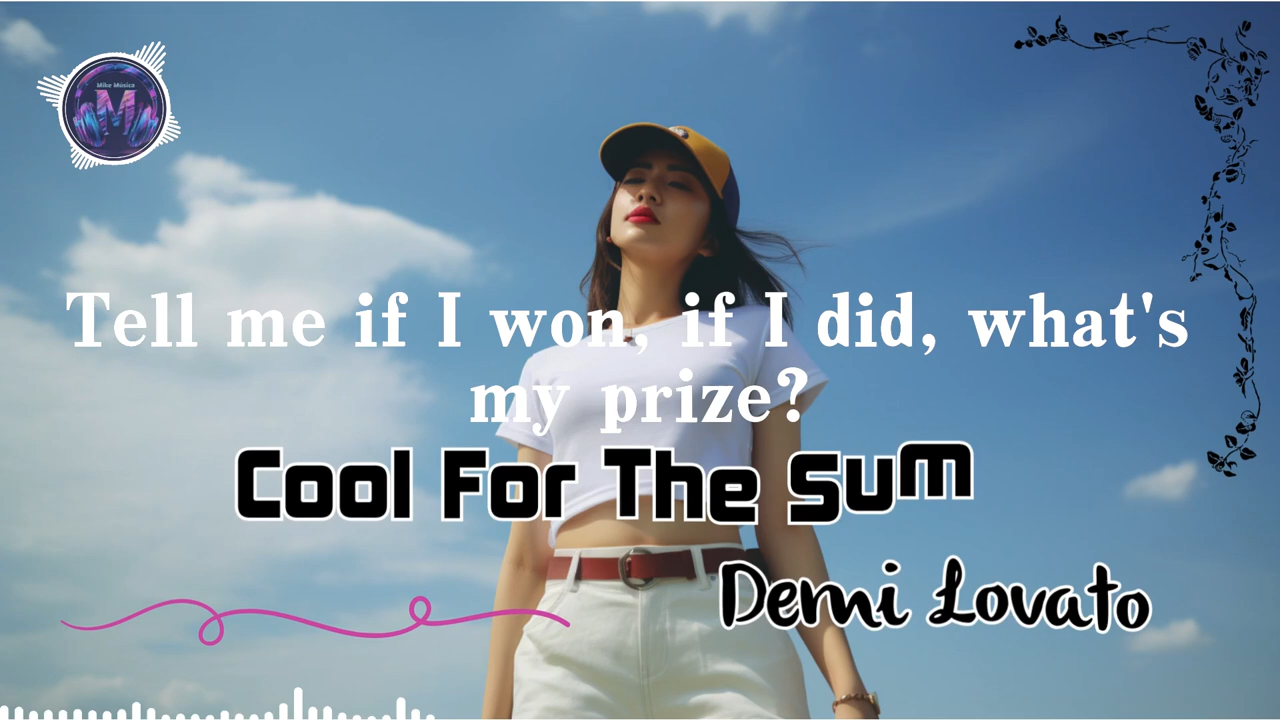 Mike Música
M
Tell me if I won, if I did, what's
my prize?
Cool For The Sum
Demi Lovato